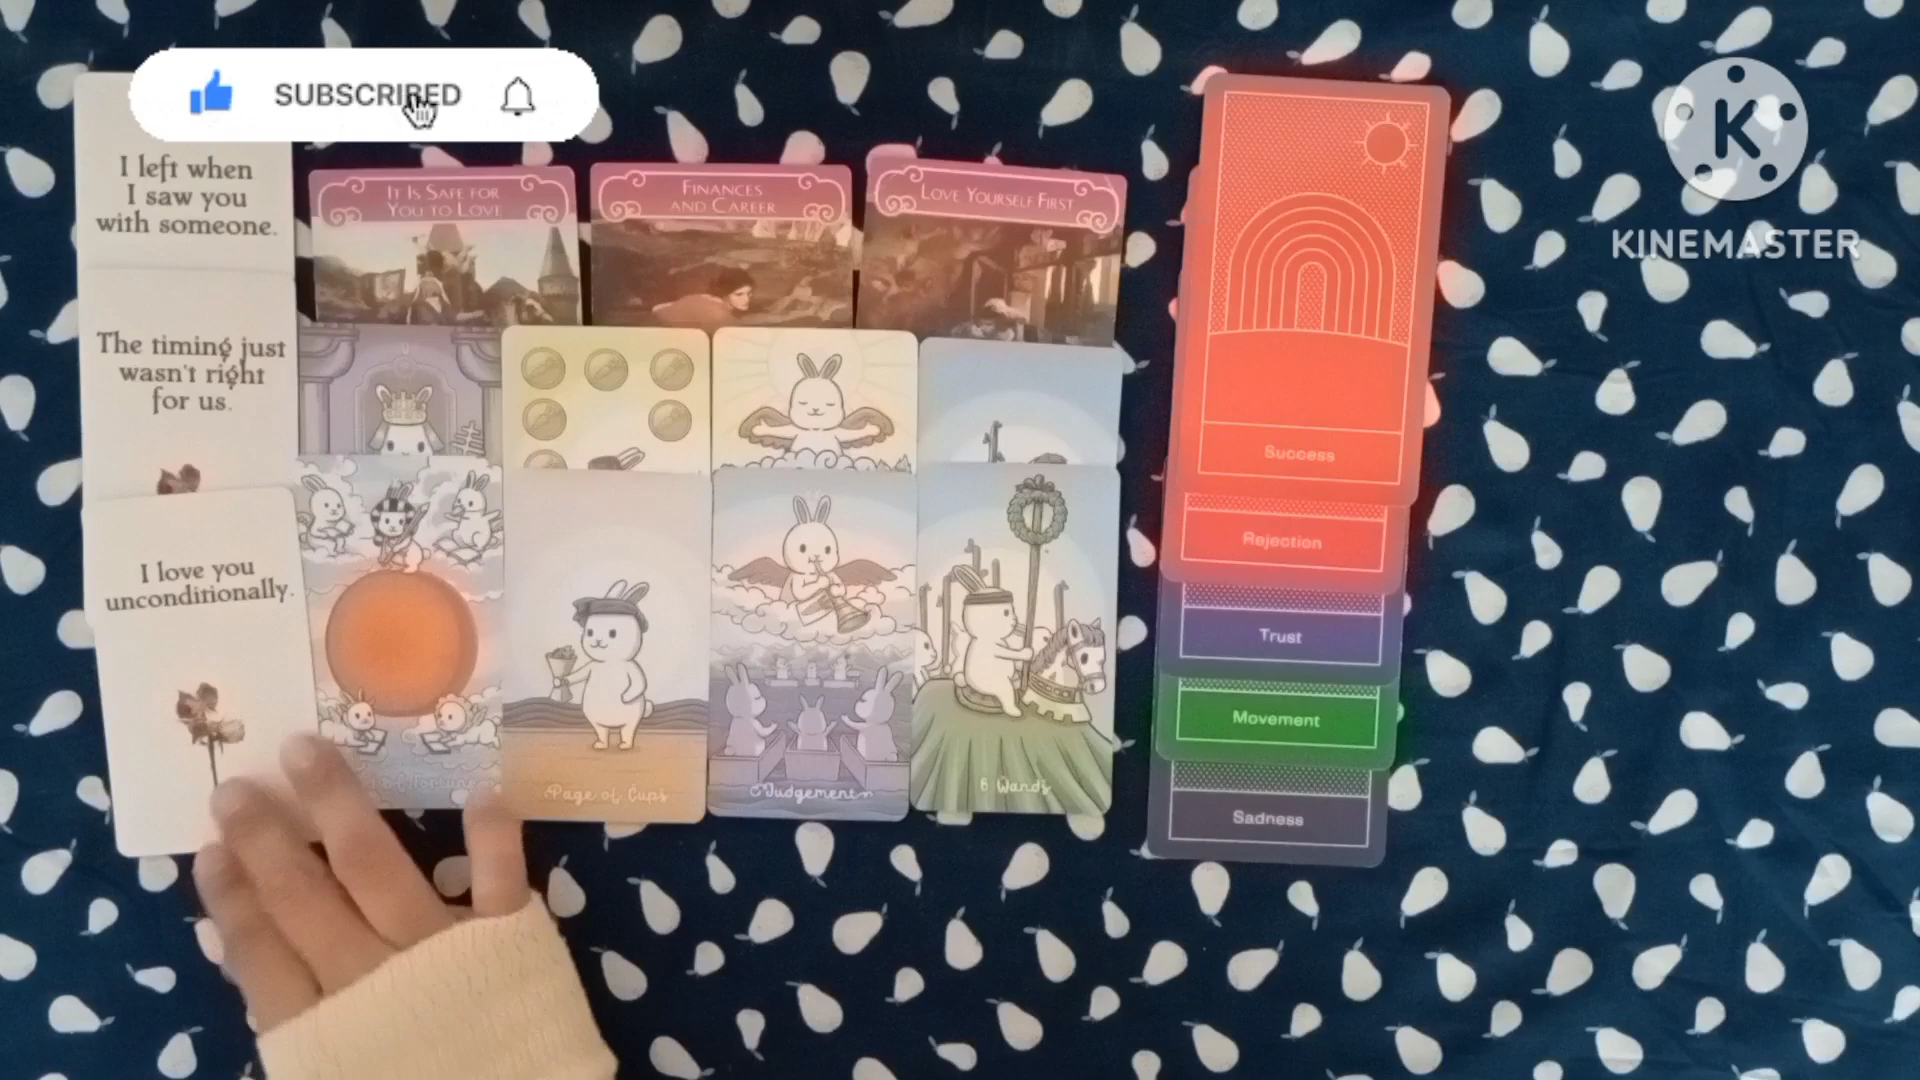 SUBSCRIBED
K
KINEMASTER
I left when
I saw you
with someone.
The timing just
wasn't right
for us.
I love you
unconditionally.
IT IS SAFE FOR
YOU TO LOVE
FINANCES
AND CAREER
LOVE YOURSELF FIRST
Page of Cups
Judgement
6 Wands
Success
Rejection
Trust
Movement
Sadness